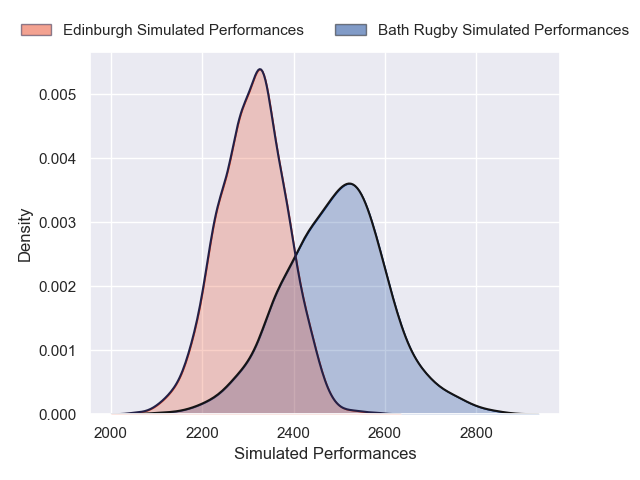 Edinburgh Simulated Performances
Bath Rugby Simulated Performances
Density
0.005
0.004
0.003
0.002
0.001
0.000
2000
2200
2400
2600
2800
Simulated Performances